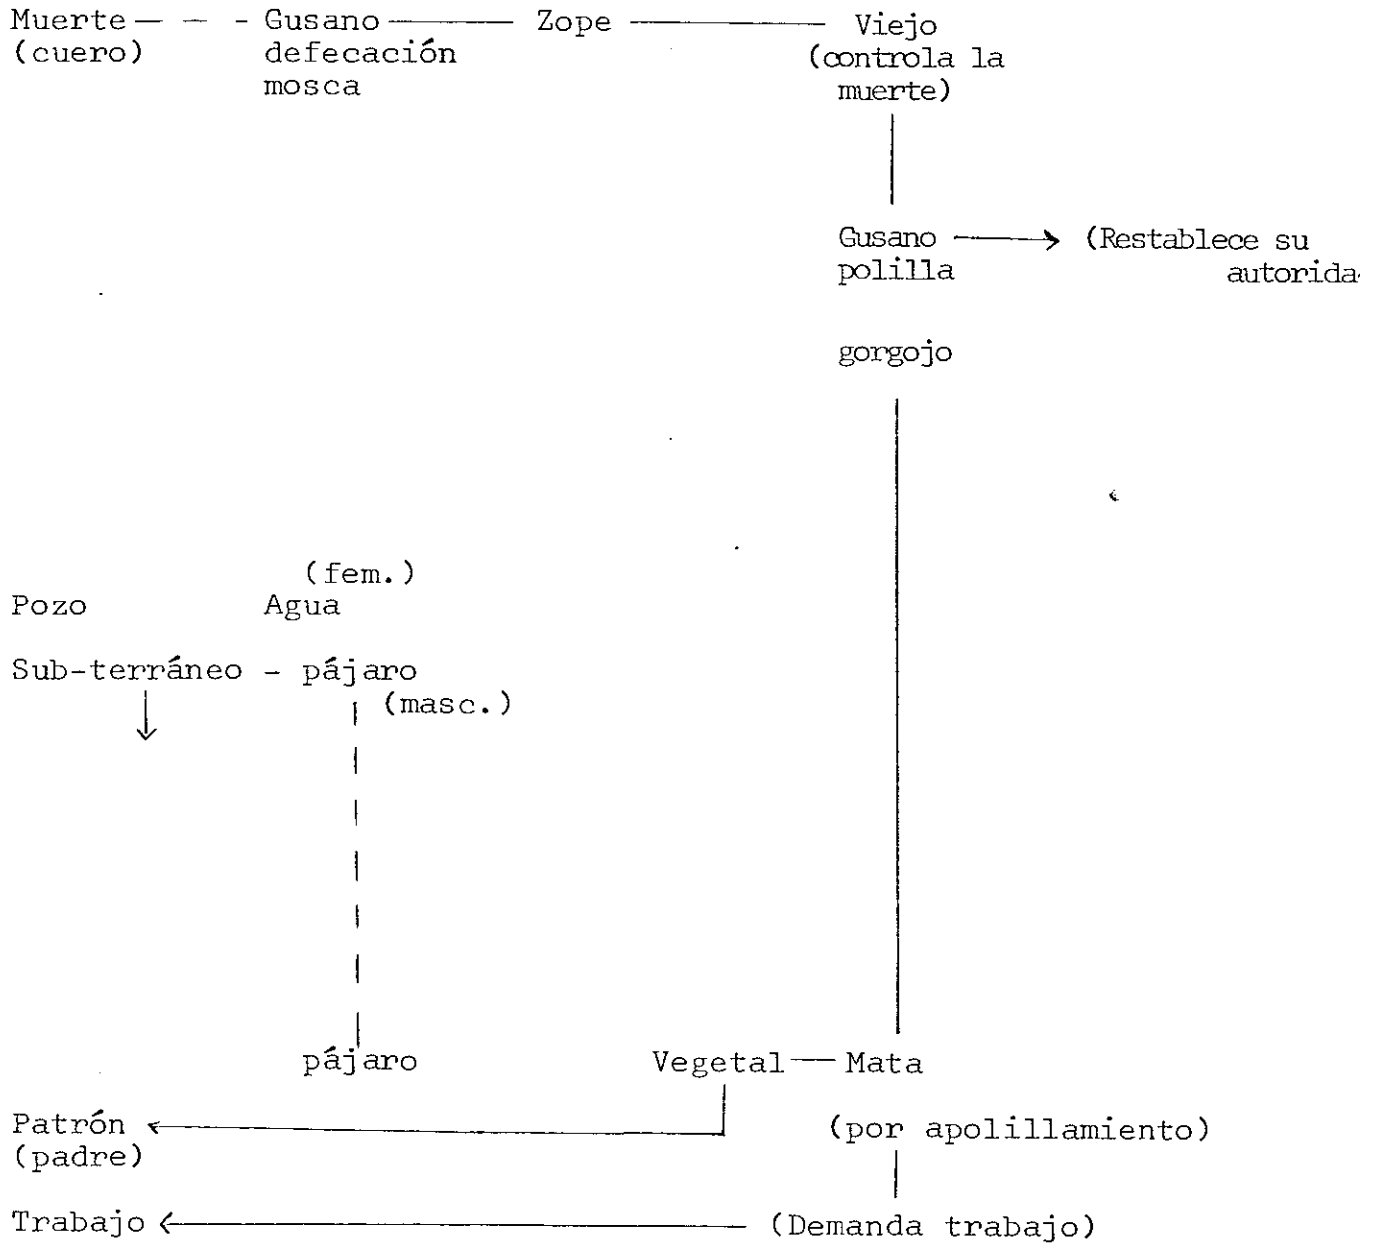 Muerte - - - Gusano — Zope — Viejo
(cuero) defecación (controla la
mosca muerte)
Gusano → (Restablece su
polilla autorida
gorgojo
(fem.)
Pozo Agua
Sub-terráneo - pájaro
(masc.)
pájaro Vegetal — Mata
Patrón (por apolillamiento)
(padre)
Trabajo ← (Demanda trabajo)